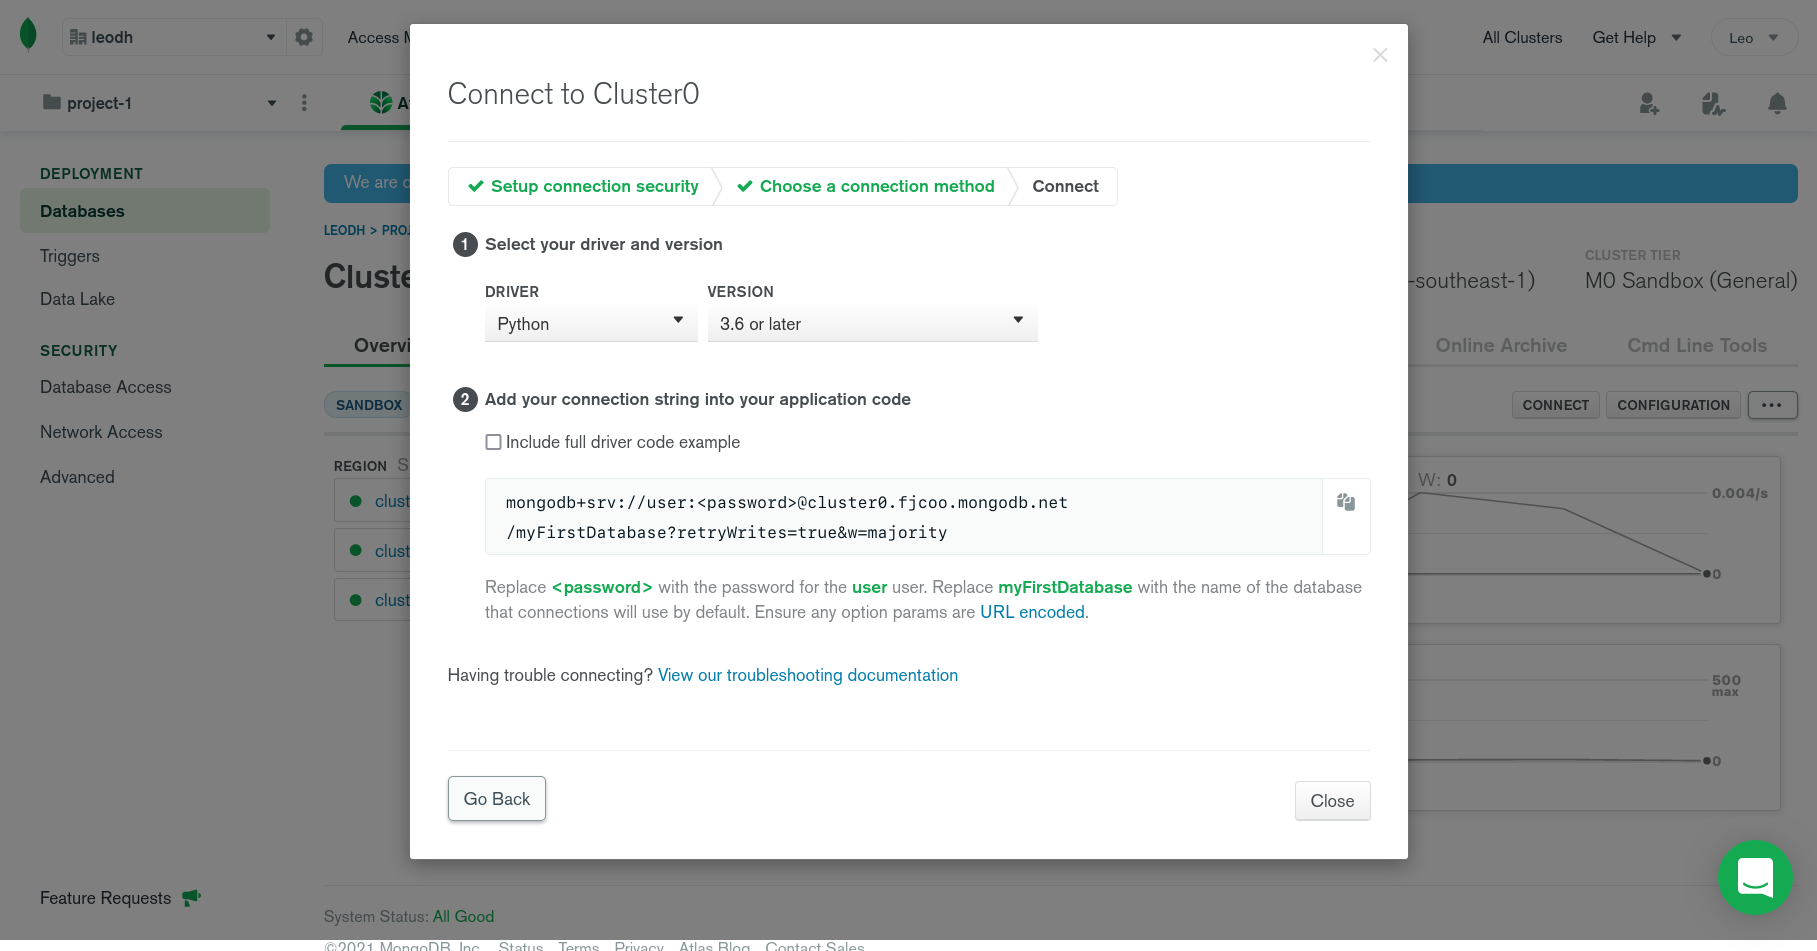 leodh
Access M
All Clusters
Get Help
Leo
project-1
At
Connect to Cluster0
DEPLOYMENT
Databases
Triggers
Data Lake
SECURITY
Database Access
Network Access
Advanced
Feature Requests
We are
LEODH > PROJ
Cluste
-southeast-1)
CLUSTER TIER
M0 Sandbox (General)
Overvi
Online Archive
Cmd Line Tools
SANDBOX
CONNECT
CONFIGURATION
•••
REGION S
clust
clust
clust
W: 0
0.004/s
0
500
max
0
Setup connection security
Choose a connection method
Connect
1 Select your driver and version
DRIVER
VERSION
Python
3.6 or later
2 Add your connection string into your application code
Include full driver code example
mongodb+srv://user:<password>@cluster0.fjcoo.mongodb.net
/myFirstDatabase?retryWrites=true&w=majority
Replace <password> with the password for the user user. Replace myFirstDatabase with the name of the database
that connections will use by default. Ensure any option params are URL encoded.
Having trouble connecting? View our troubleshooting documentation
Go Back
Close
System Status: All Good
©2021 MongoDB, Inc. Status Terms Privacy Atlas Blog Contact Sales